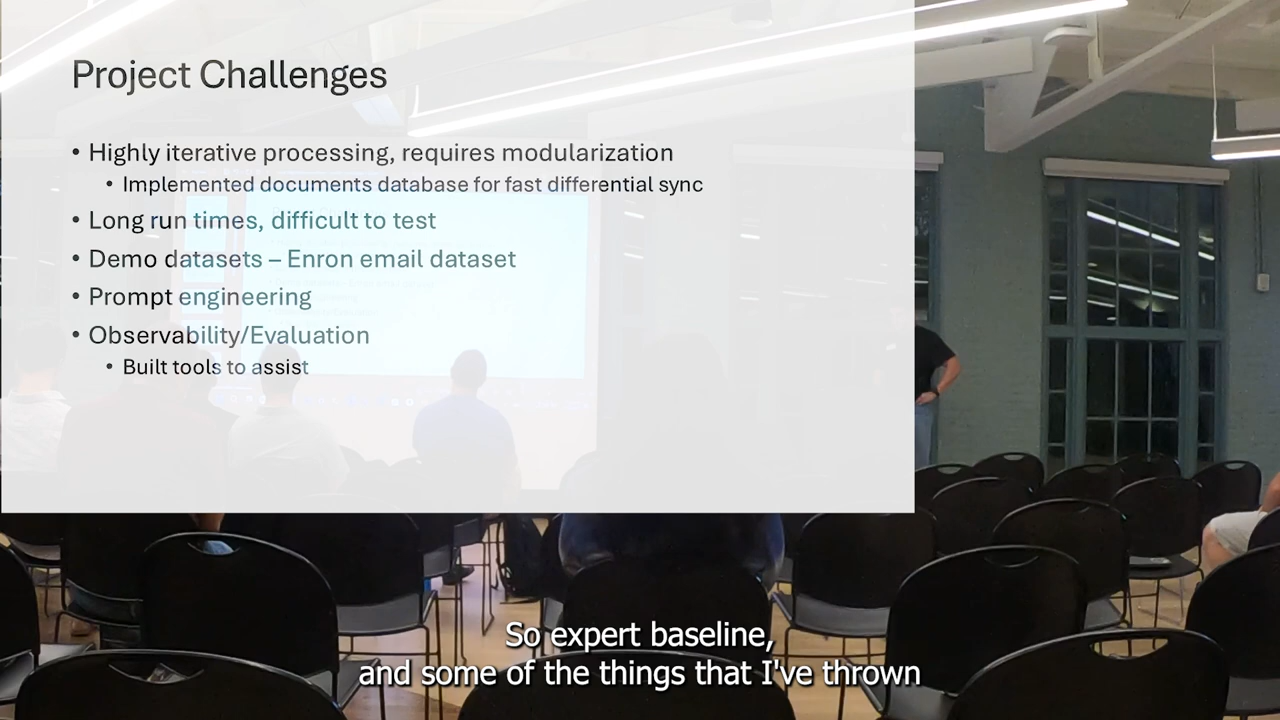 Project Challenges
• Highly iterative processing, requires modularization
• Implemented documents database for fast differential sync
• Long run times, difficult to test
• Demo datasets – Enron email dataset
• Prompt engineering
• Observability/Evaluation
• Built tools to assist
So expert baseline,
and some of the things that I've thrown